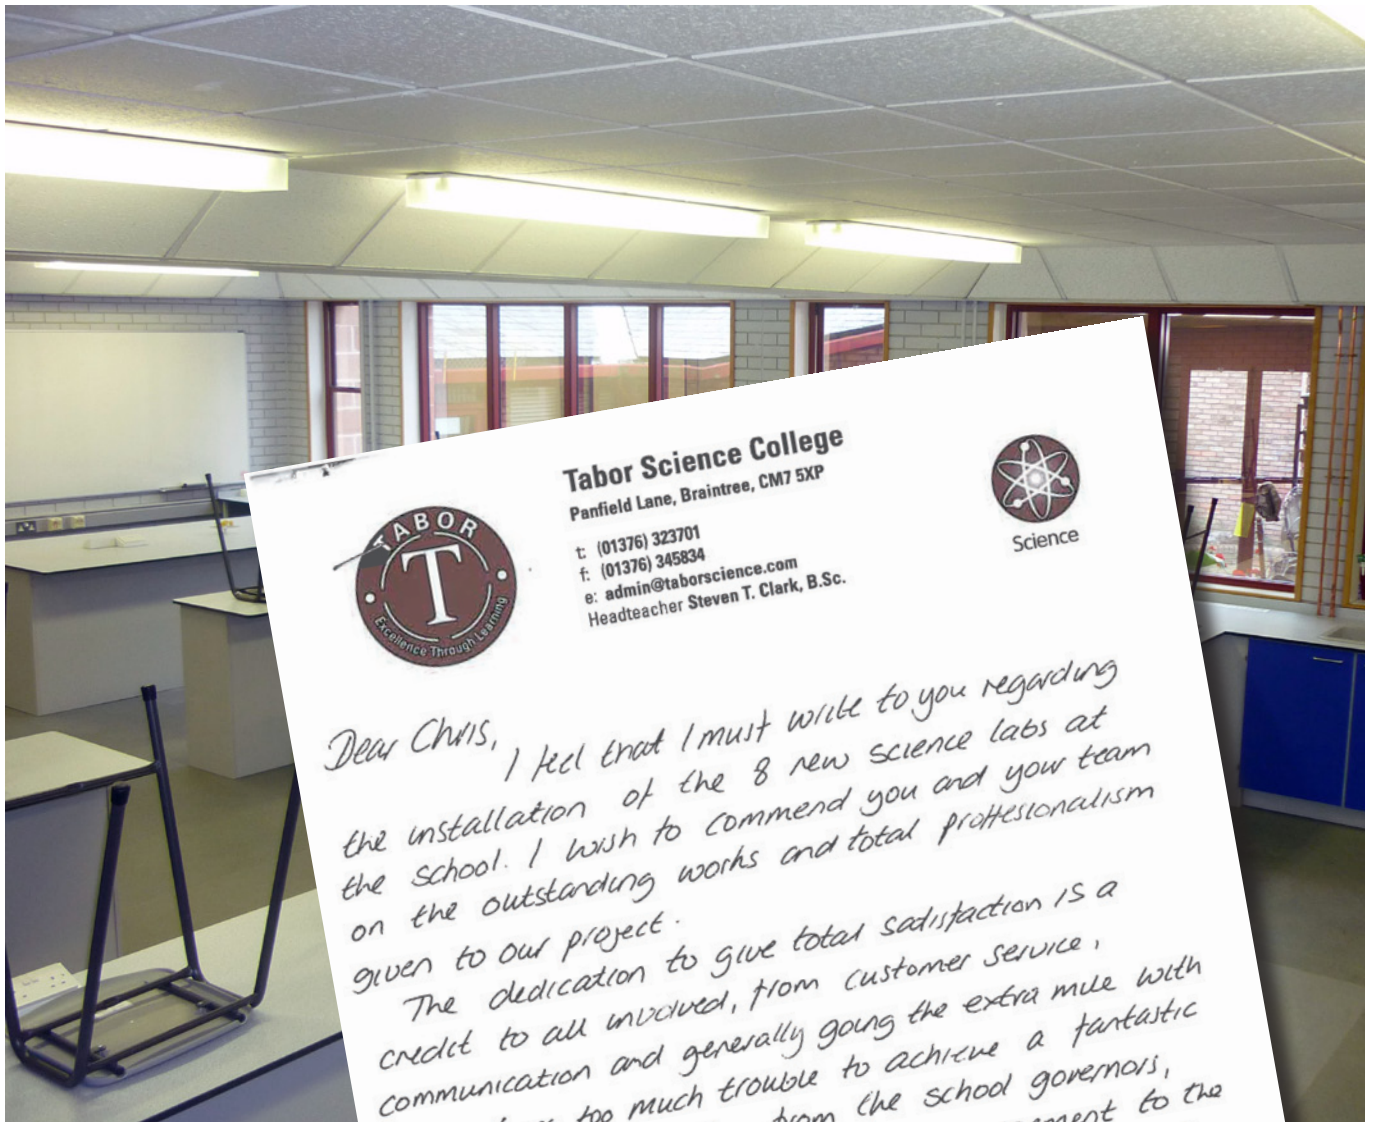 TABOR
T
Excellence Through Learning
Tabor Science College
Panfield Lane, Braintree, CM7 5XP
t: (01376) 323701
f: (01376) 345834
e: admin@taborscience.com
Headteacher Steven T. Clark, B.Sc.
Science
Dear Chris,
I feel that I must write to you regarding
the installation of the 8 new science labs at
the school. I wish to commend you and your team
on the outstanding works and total proffesionalism
given to our project.
The dedication to give total satisfaction is a
credit to all involved, from customer service,
communication and generally going the extra mile with
too much trouble to achieve a fantastic
from the school governors,
to the